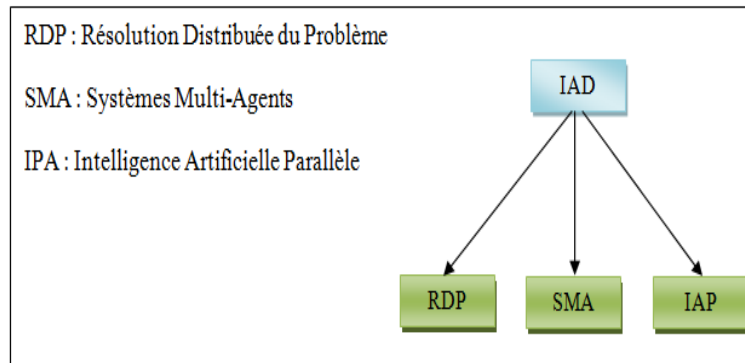 RDP : Résolution Distribuée du Problème
SMA : Systèmes Multi-Agents
IPA : Intelligence Artificielle Parallèle
IAD
RDP
SMA
IAP